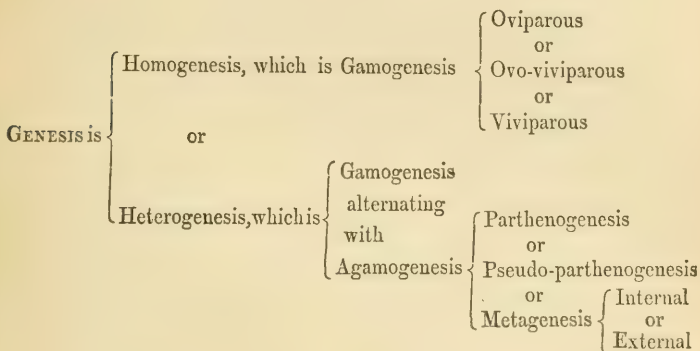 Oviparous
or
Homogenesis, which is Gamogenesis
Ovo-viviparous
or
Viviparous
GENESIS is
or
Gamogenesis
alternating
Heterogenesis, which is
with
Parthenogenesis
or
Agamogenesis
Pseudo-parthenogenesis
or
Internal
Metagenesis
or
External